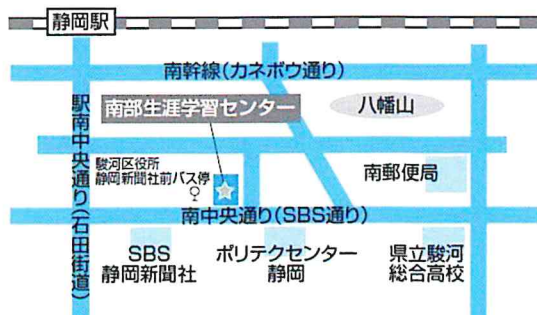 静岡駅
南幹線(カネボウ通り)
南部生涯学習センター
八幡山
駅南中央通り(石田街道)
駿河区役所
静岡新聞社前バス停
南郵便局
南中央通り(SBS通り)
SBS
静岡新聞社
ポリテクセンター
静岡
県立駿河
総合高校